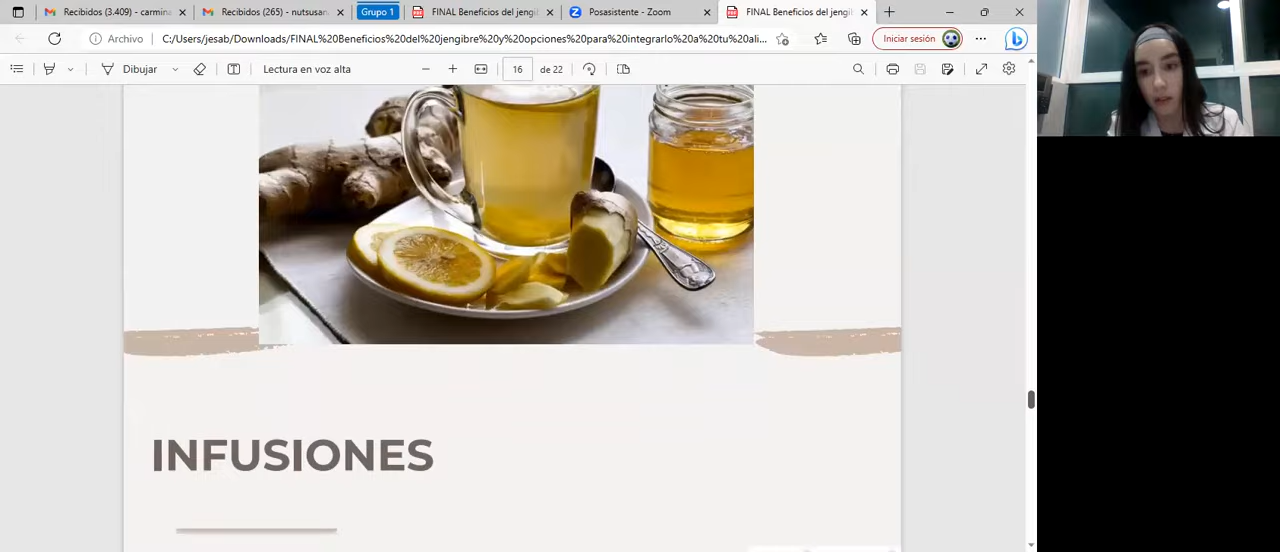 Recibidos (3.409) - carmina
Recibidos (265) - nutsusan
Grupo 1
FINAL Beneficios del jengi
Posasistente - Zoom
FINAL Beneficios del jengi
Archivo
C:/Users/jesab/Downloads/FINAL%20Beneficios%20del%20jengibre%20y%20opciones%20para%20integrarlo%20a%20tu%20ali...
Iniciar sesión
Dibujar
Lectura en voz alta
16
de 22
INFUSIONES